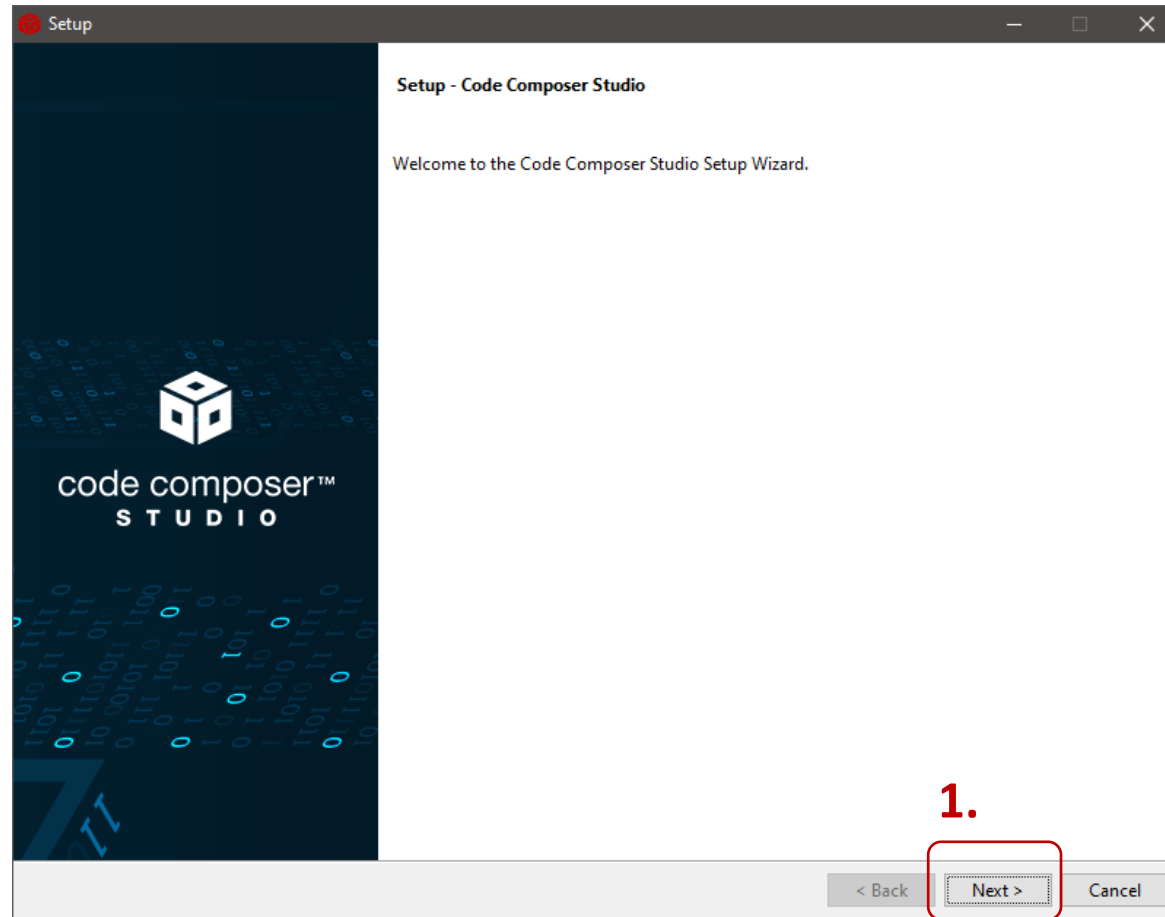 Setup
Setup - Code Composer Studio
Welcome to the Code Composer Studio Setup Wizard.
code composer™
STUDIO
1.
< Back
Next >
Cancel